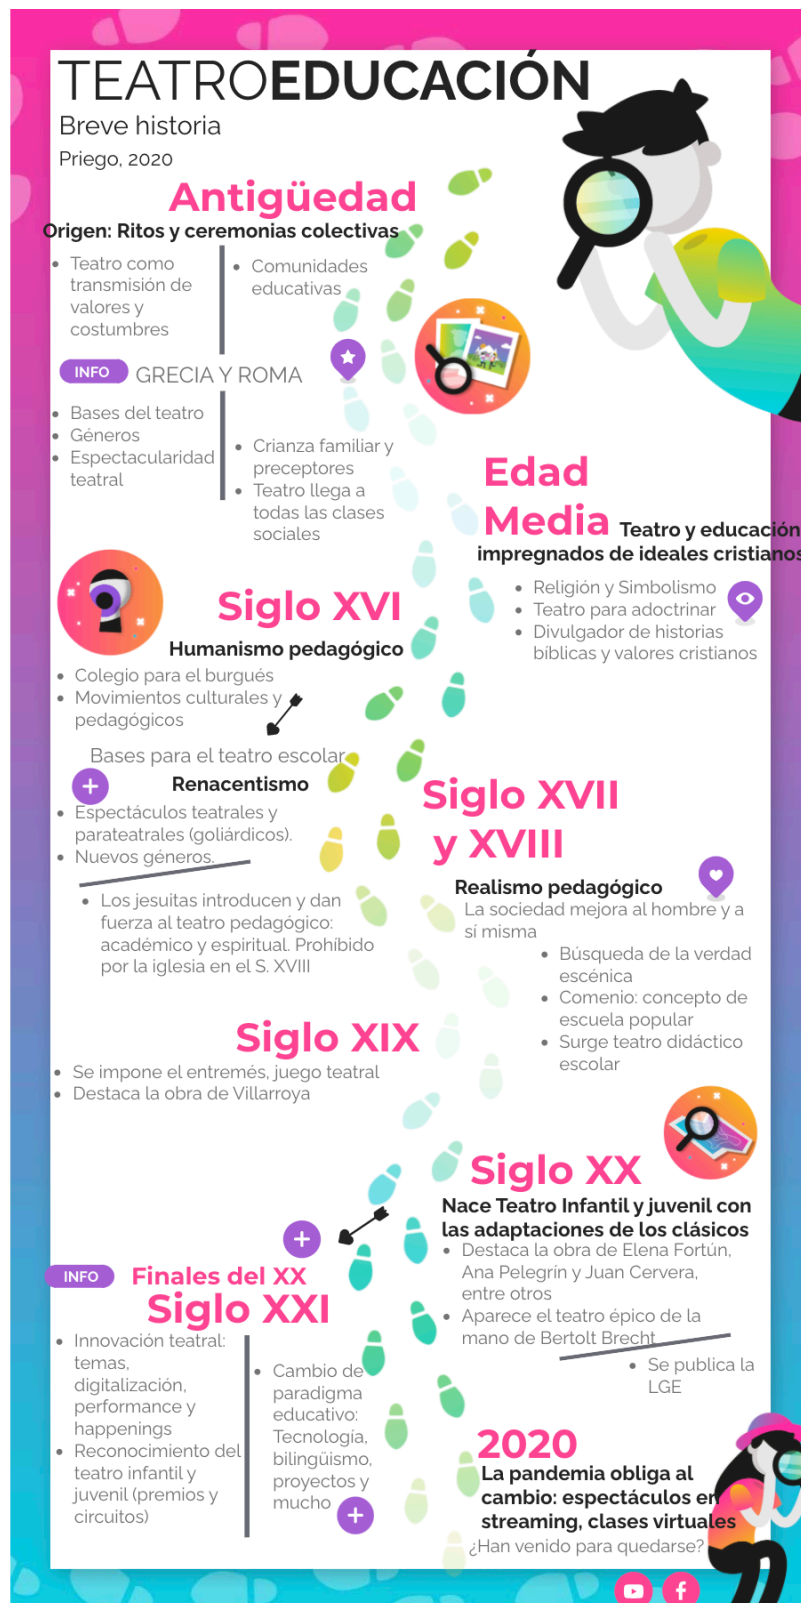 TEATROEDUCACIÓN
Breve historia
Priego, 2020
Antigüedad
Origen: Ritos y ceremonias colectivas
• Teatro como
transmisión de
valores y
costumbres
• Comunidades
educativas
INFO GRECIA Y ROMA
• Bases del teatro
• Géneros
• Espectacularidad
teatral
• Crianza familiar y
preceptores
• Teatro llega a
todas las clases
sociales
Edad
Media Teatro y educación
impregnados de ideales cristianos
• Religión y Simbolismo
• Teatro para adoctrinar
• Divulgador de historias
bíblicas y valores cristianos
Siglo XVI
Humanismo pedagógico
• Colegio para el burgués
• Movimientos culturales y
pedagógicos
Bases para el teatro escolar
Renacentismo
• Espectáculos teatrales y
parateatrales (goliárdicos).
• Nuevos géneros.
• Los jesuitas introducen y dan
fuerza al teatro pedagógico:
académico y espiritual. Prohíbido
por la iglesia en el S. XVIII
Siglo XVII
y XVIII
Realismo pedagógico
La sociedad mejora al hombre y a
sí misma
• Búsqueda de la verdad
escénica
• Comenio: concepto de
escuela popular
• Surge teatro didáctico
escolar
Siglo XIX
• Se impone el entremés, juego teatral
• Destaca la obra de Villarroya
Siglo XX
Nace Teatro Infantil y juvenil con
las adaptaciones de los clásicos
• Destaca la obra de Elena Fortún,
Ana Pelegrín y Juan Cervera,
entre otros
• Aparece el teatro épico de la
mano de Bertolt Brecht
• Se publica la
LGE
INFO Finales del XX
Siglo XXI
• Innovación teatral:
temas,
digitalización,
performance y
happenings
• Reconocimiento del
teatro infantil y
juvenil (premios y
circuitos)
• Cambio de
paradigma
educativo:
Tecnología,
bilingüismo,
proyectos y
mucho
2020
La pandemia obliga al
cambio: espectáculos en
streaming, clases virtuales
¿Han venido para quedarse?